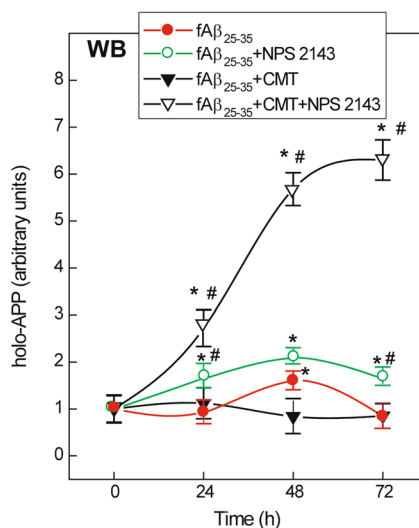 WB
fAβ25-35
fAβ25-35+NPS 2143
fAβ25-35+CMT
fAβ25-35+CMT+NPS 2143
holo-APP (arbitrary units)
8
7
6
5
4
3
2
1
0
* #
* #
* #
*#
*
*#
*
0 24 48 72
Time (h)